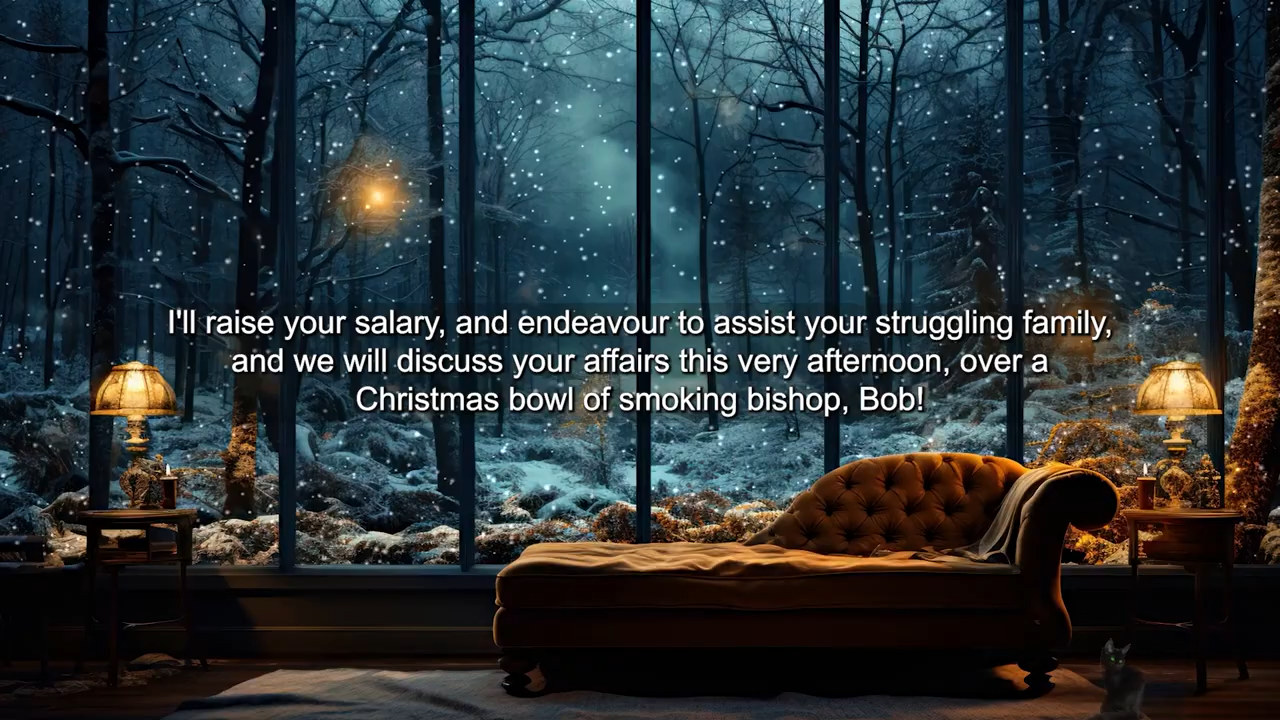 I'll raise your salary, and endeavour to assist your struggling family,
and we will discuss your affairs this very afternoon, over a
Christmas bowl of smoking bishop, Bob!